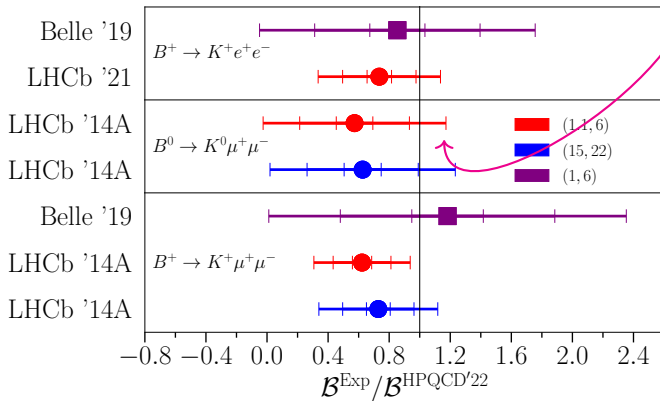 Belle '19
B⁺ → K⁺e⁺e⁻
LHCb '21
LHCb '14A
(1.1, 6)
B⁰ → K⁰μ⁺μ⁻
(15, 22)
LHCb '14A
(1, 6)
Belle '19
LHCb '14A
B⁺ → K⁺μ⁺μ⁻
LHCb '14A
−0.8 −0.4 0.0 0.4 0.8 1.2 1.6 2.0 2.4
𝓑^Exp/𝓑^HPQCD'22